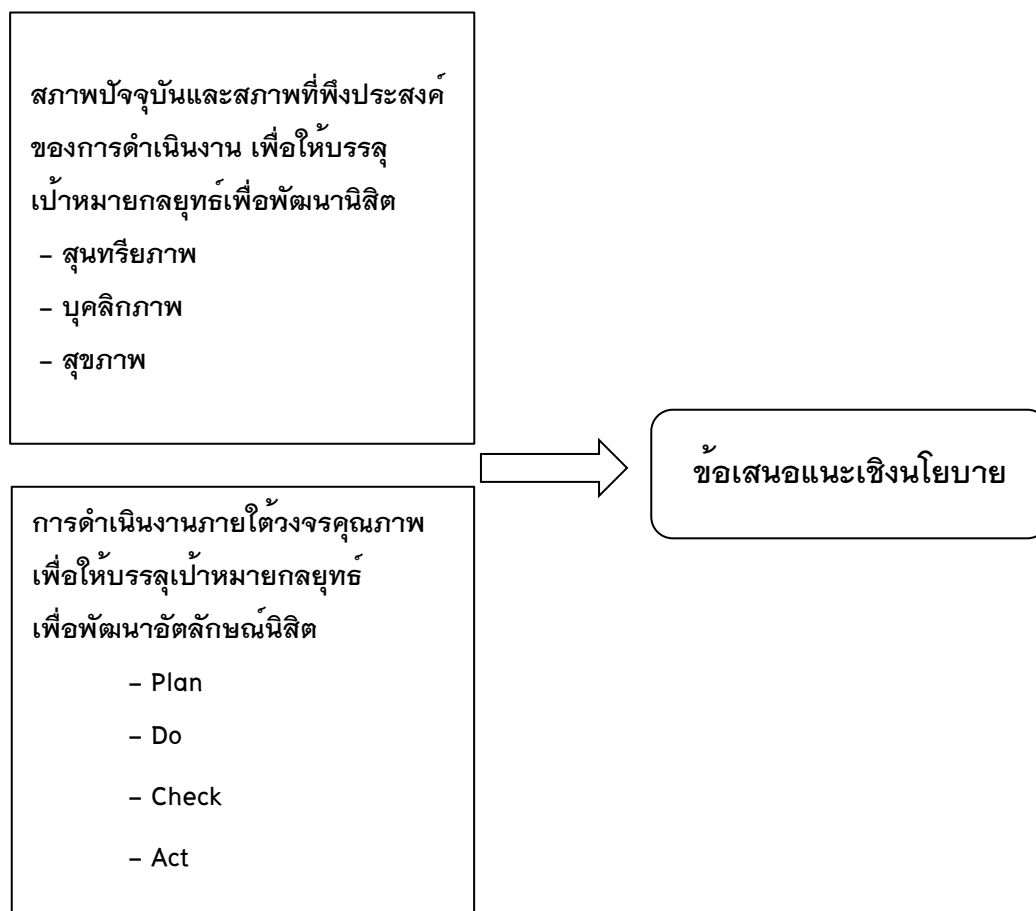 สภาพปัจจุบันและสภาพที่พึงประสงค์
ของการดำเนินงาน เพื่อให้บรรลุ
เป้าหมายกลยุทธ์เพื่อพัฒนานิสิต
– สุนทรียภาพ
– บุคลิกภาพ
– สุขภาพ
ข้อเสนอแนะเชิงนโยบาย
การดำเนินงานภายใต้วงจรคุณภาพ
เพื่อให้บรรลุเป้าหมายกลยุทธ์
เพื่อพัฒนาอัตลักษณ์นิสิต
– Plan
– Do
– Check
– Act